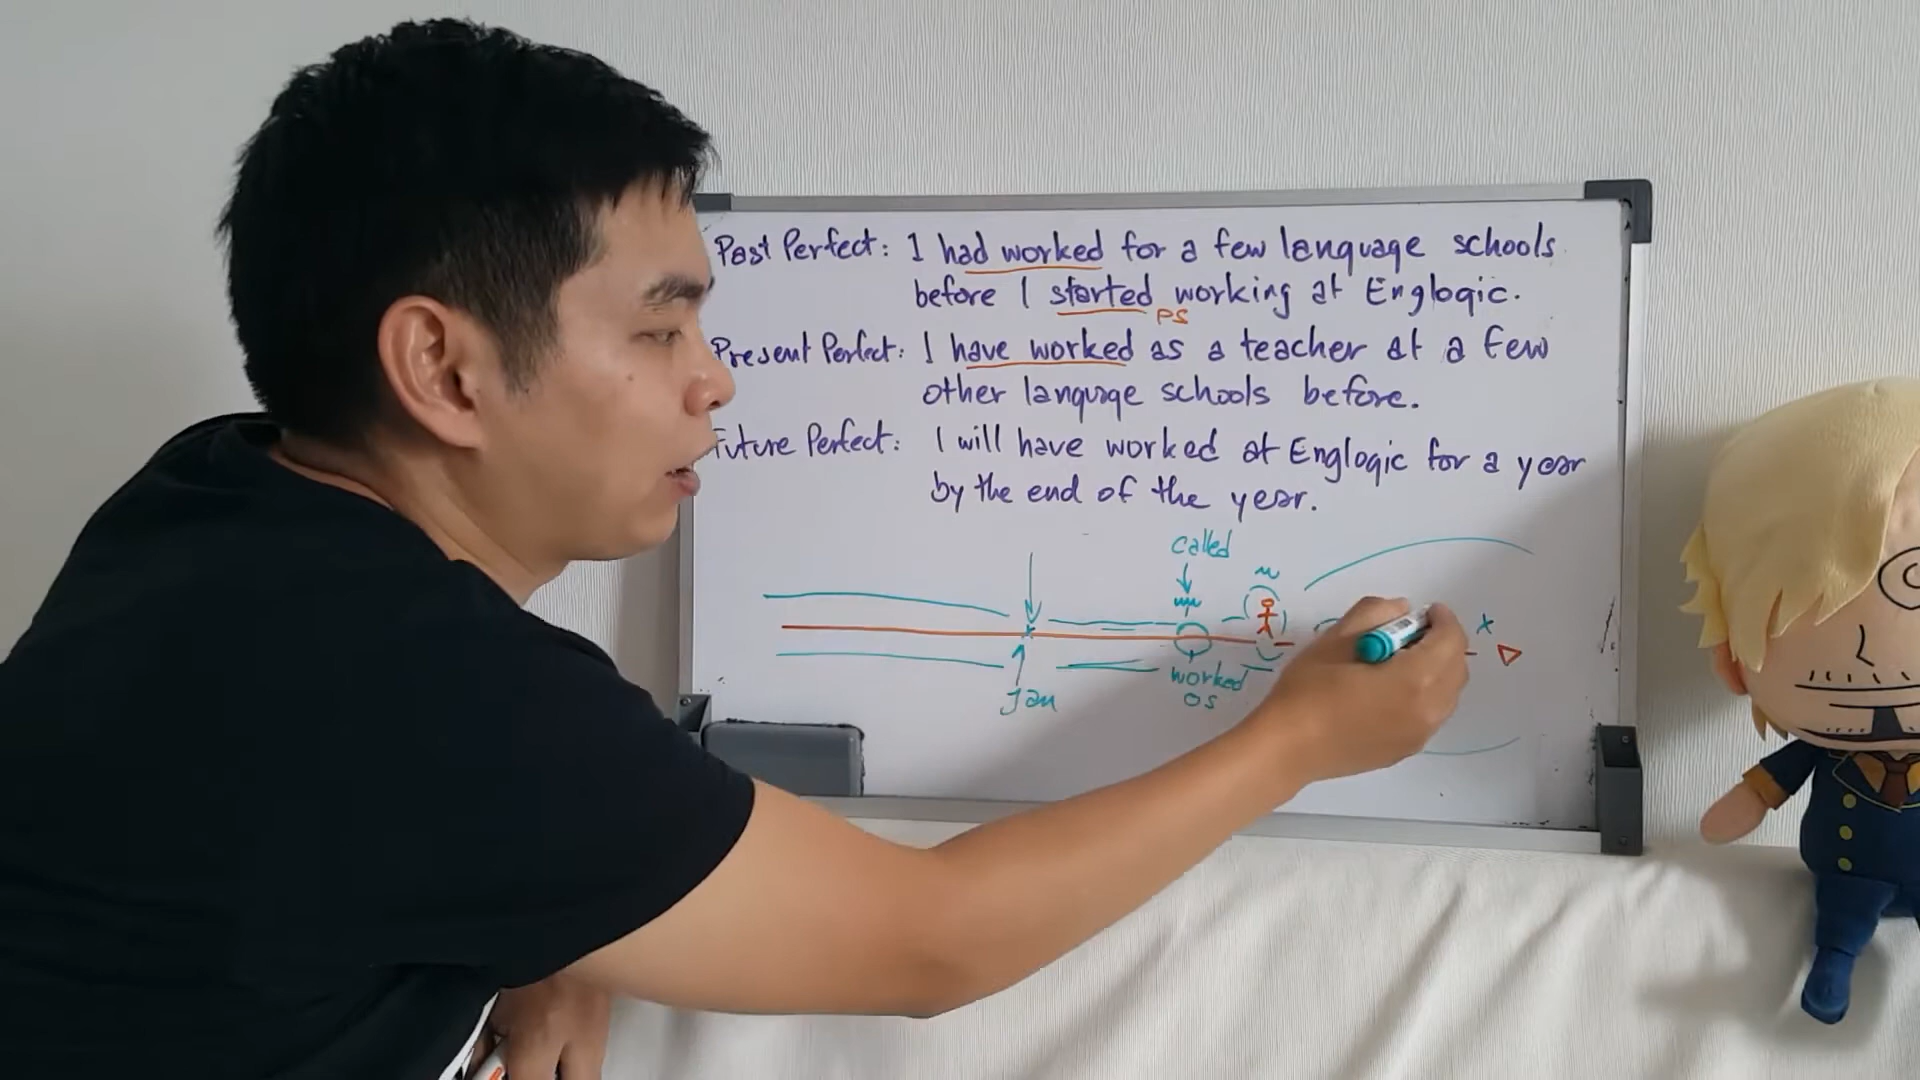 Past Perfect: I had worked for a few language schools
before I started working at Englogic.
PS
Present Perfect: I have worked as a teacher at a few
other language schools before.
Future Perfect: I will have worked at Englogic for a year
by the end of the year.
called
x
Jan
worked
as